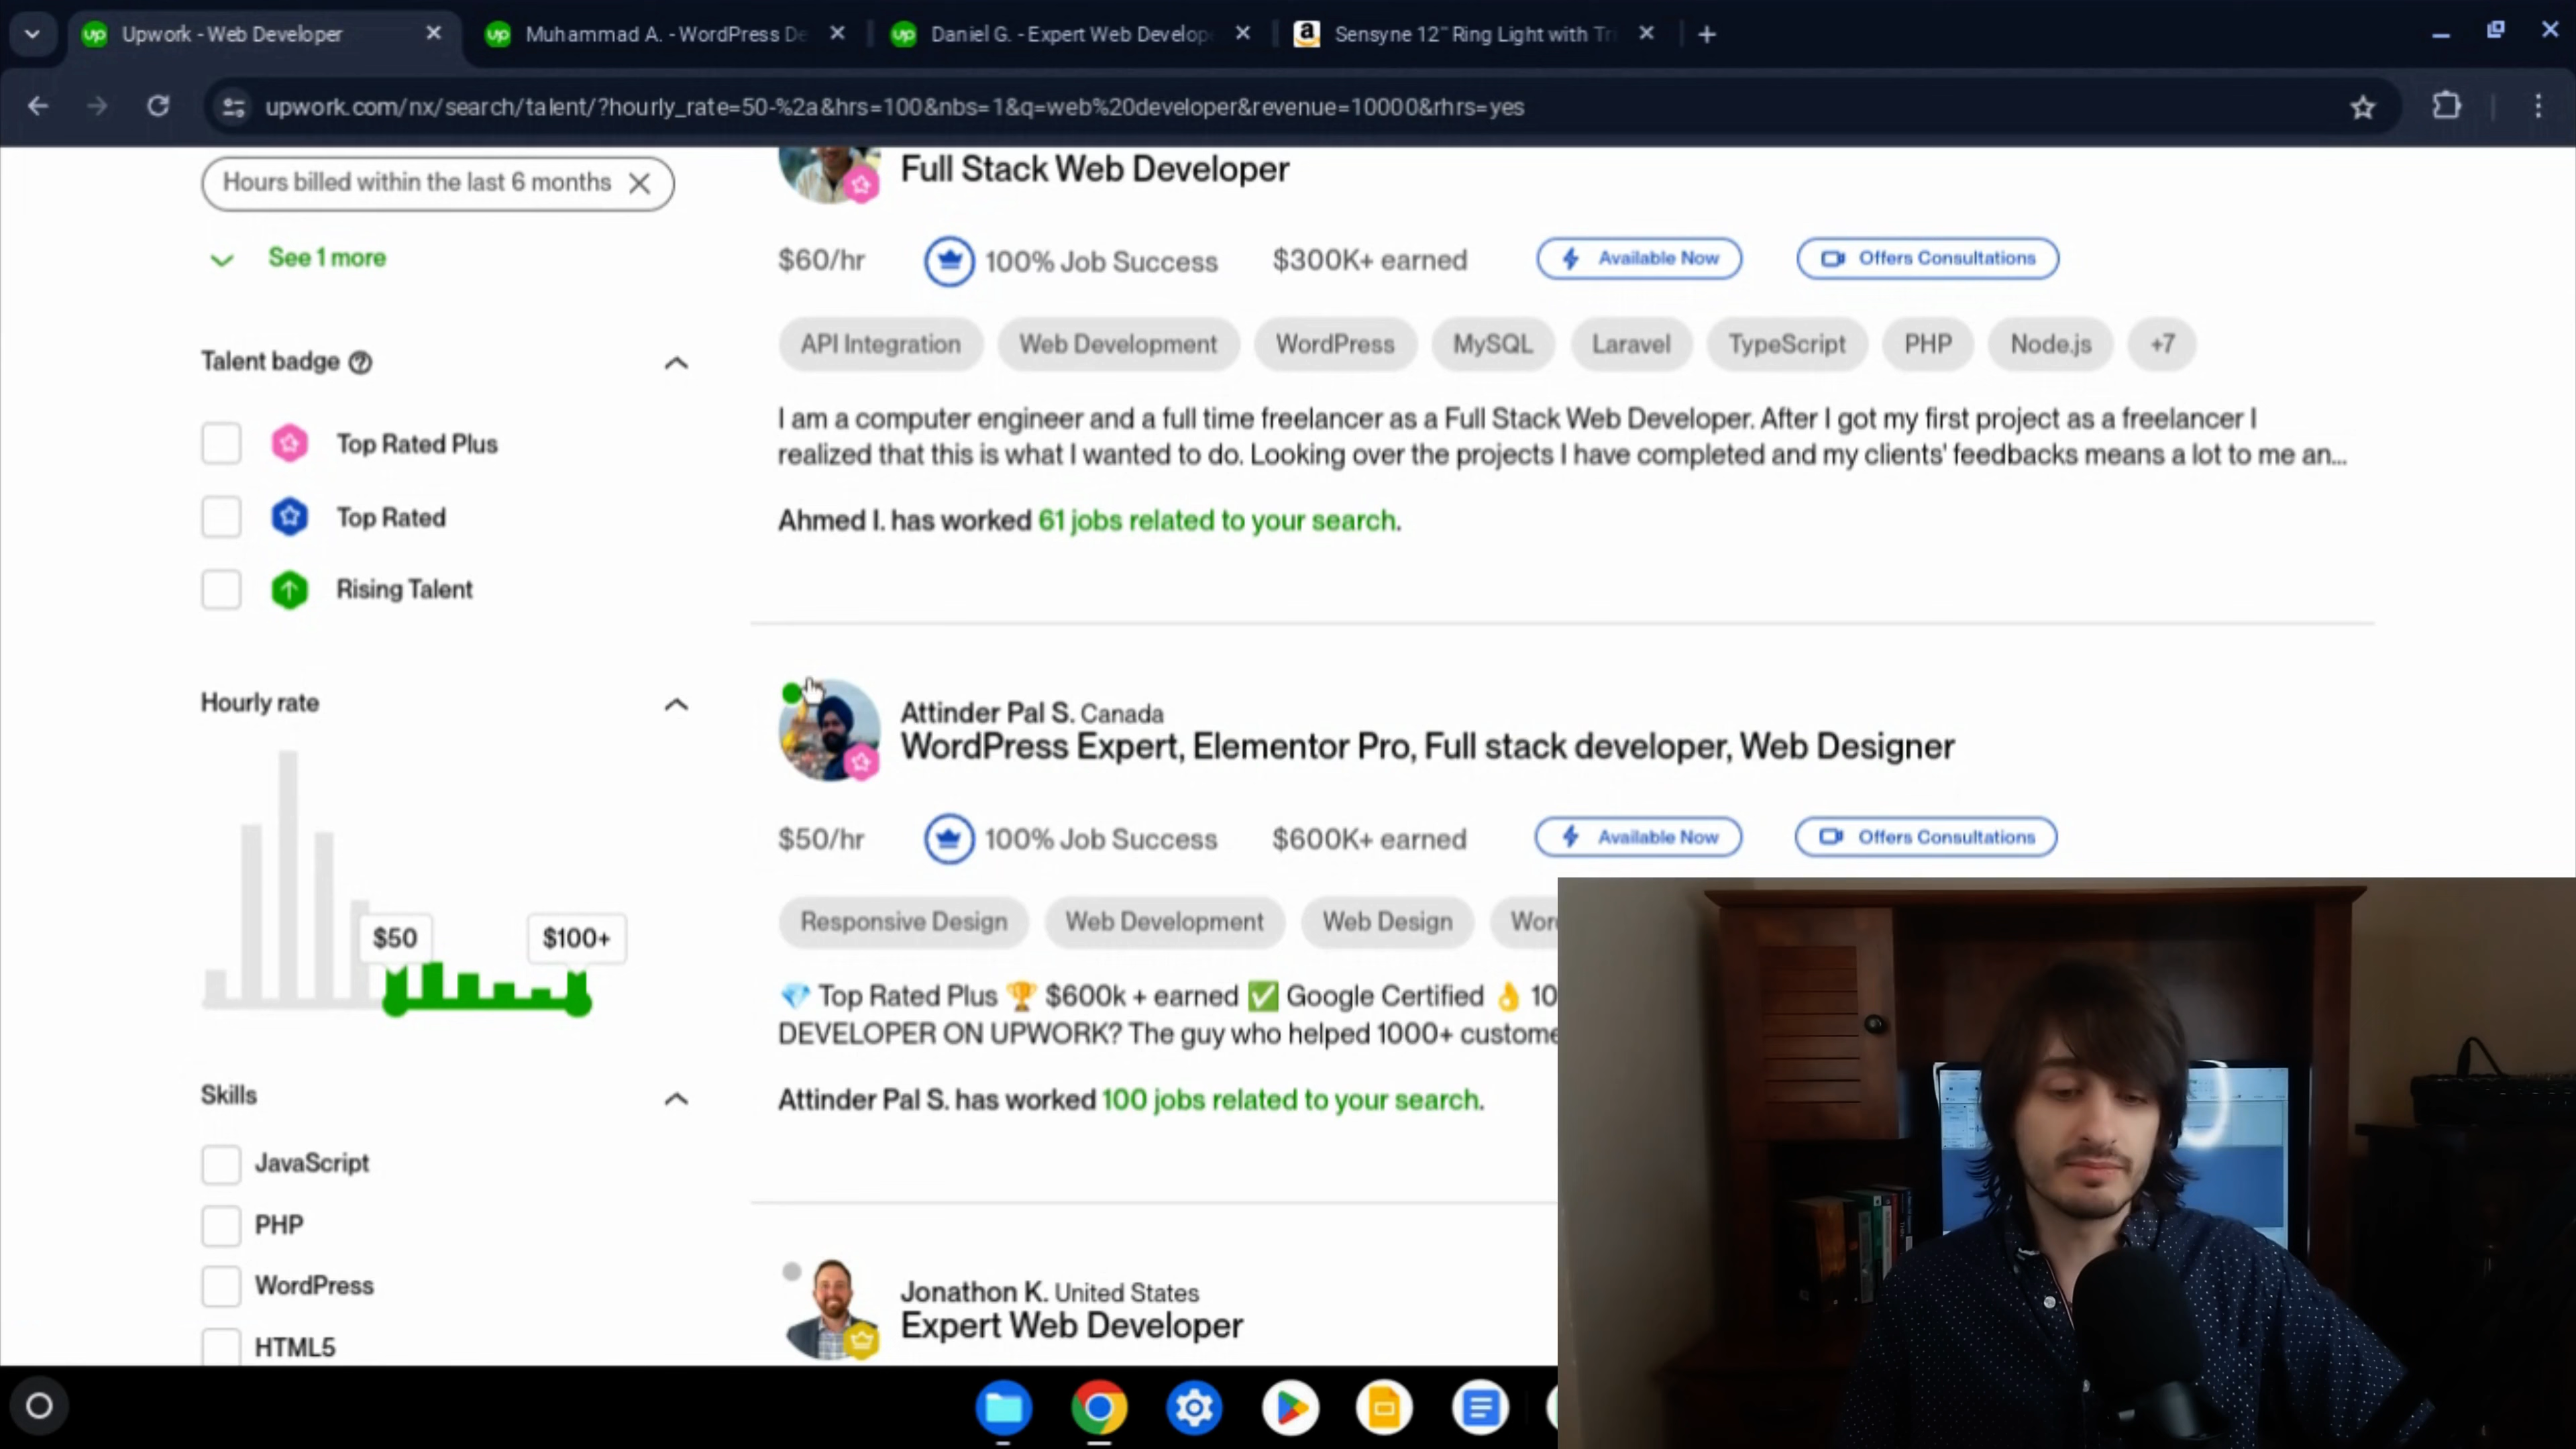 Upwork - Web Developer
Muhammad A. - WordPress De
Daniel G. - Expert Web Develop
Sensyne 12" Ring Light with Tri
upwork.com/nx/search/talent/?hourly_rate=50-%2a&hrs=100&nbs=1&q=web%20developer&revenue=10000&rhrs=yes
Hours billed within the last 6 months
See 1 more
Talent badge
Top Rated Plus
Top Rated
Rising Talent
Hourly rate
$50
$100+
Skills
JavaScript
PHP
WordPress
HTML5
Full Stack Web Developer
$60/hr 100% Job Success $300K+ earned Available Now Offers Consultations
API Integration Web Development WordPress MySQL Laravel TypeScript PHP Node.js +7
I am a computer engineer and a full time freelancer as a Full Stack Web Developer. After I got my first project as a freelancer I
realized that this is what I wanted to do. Looking over the projects I have completed and my clients' feedbacks means a lot to me an...
Ahmed I. has worked 61 jobs related to your search.
Attinder Pal S. Canada
WordPress Expert, Elementor Pro, Full stack developer, Web Designer
$50/hr 100% Job Success $600K+ earned Available Now Offers Consultations
Responsive Design Web Development Web Design Wor
💎 Top Rated Plus 🏆 $600k + earned ✅ Google Certified 👌 10
DEVELOPER ON UPWORK? The guy who helped 1000+ custome
Attinder Pal S. has worked 100 jobs related to your search.
Jonathon K. United States
Expert Web Developer